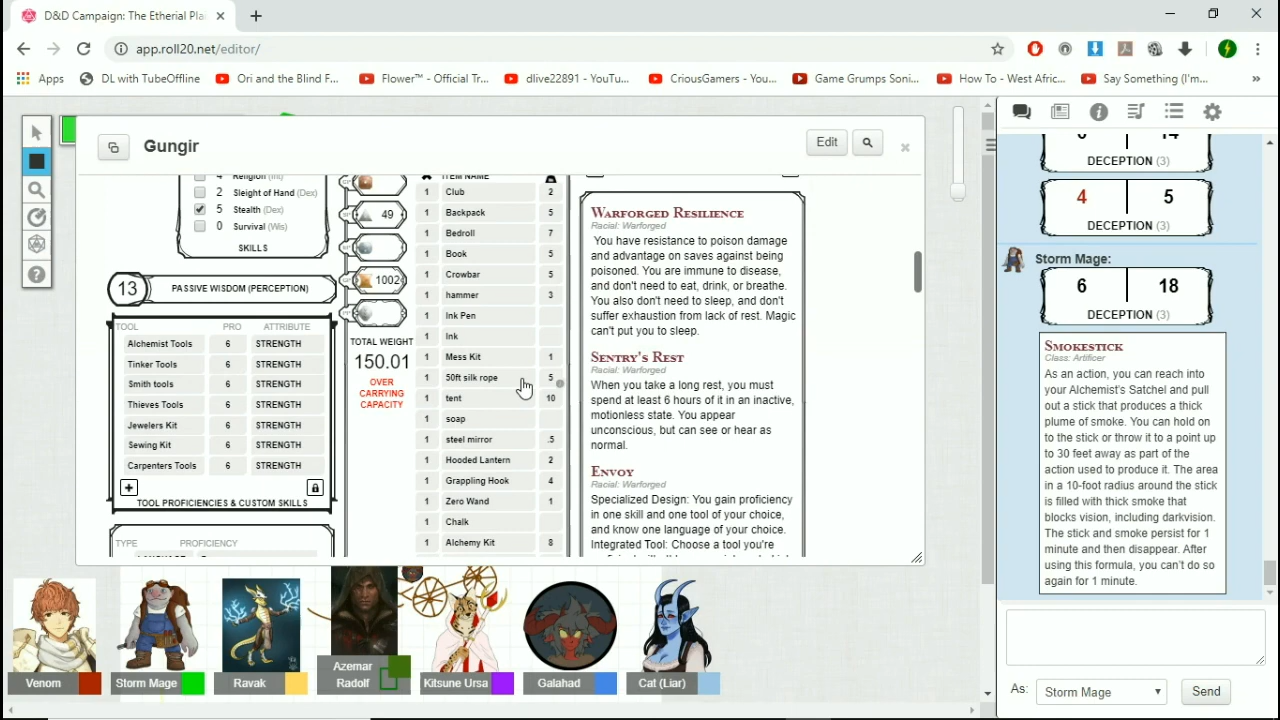 D&D Campaign: The Etherial Pla
app.roll20.net/editor/
Apps
DL with TubeOffline
Ori and the Blind F...
Flower™ - Official Tr...
dlive22891 - YouTu...
CriousGamers - You...
Game Grumps Soni...
How To - West Afric...
Say Something (I'm...
»
Gungir
Edit
4 Religion (Int)
2 Sleight of Hand (Dex)
5 Stealth (Dex)
0 Survival (Wis)
SKILLS
13 PASSIVE WISDOM (PERCEPTION)
TOOL PRO ATTRIBUTE
Alchemist Tools 6 STRENGTH
Tinker Tools 6 STRENGTH
Smith tools 6 STRENGTH
Thieves Tools 6 STRENGTH
Jewelers Kit 6 STRENGTH
Sewing Kit 6 STRENGTH
Carpenters Tools 6 STRENGTH
TOOL PROFICIENCIES & CUSTOM SKILLS
TYPE PROFICIENCY
49
1002
TOTAL WEIGHT
150.01
OVER
CARRYING
CAPACITY
ITEM NAME
1 Club 2
1 Backpack 5
1 Bedroll 7
1 Book 5
1 Crowbar 5
1 hammer 3
1 Ink Pen
1 Ink
1 Mess Kit 1
1 50ft silk rope 5
1 tent 10
1 soap
1 steel mirror .5
1 Hooded Lantern 2
1 Grappling Hook 4
1 Zero Wand 1
1 Chalk
1 Alchemy Kit 8
WARFORGED RESILIENCE
Racial: Warforged
You have resistance to poison damage
and advantage on saves against being
poisoned. You are immune to disease,
and don't need to eat, drink, or breathe.
You also don't need to sleep, and don't
suffer exhaustion from lack of rest. Magic
can't put you to sleep.
SENTRY'S REST
Racial: Warforged
When you take a long rest, you must
spend at least 6 hours of it in an inactive,
motionless state. You appear
unconscious, but can see or hear as
normal.
ENVOY
Racial: Warforged
Specialized Design: You gain proficiency
in one skill and one tool of your choice,
and know one language of your choice.
Integrated Tool: Choose a tool you're
DECEPTION (3)
4 5
DECEPTION (3)
Storm Mage:
6 18
DECEPTION (3)
SMOKESTICK
Class: Artificer
As an action, you can reach into
your Alchemist's Satchel and pull
out a stick that produces a thick
plume of smoke. You can hold on
to the stick or throw it to a point up
to 30 feet away as part of the
action used to produce it. The area
in a 10-foot radius around the stick
is filled with thick smoke that
blocks vision, including darkvision.
The stick and smoke persist for 1
minute and then disappear. After
using this formula, you can't do so
again for 1 minute.
As: Storm Mage Send
Venom
Storm Mage
Ravak
Azemar
Radolf
Kitsune Ursa
Galahad
Cat (Liar)